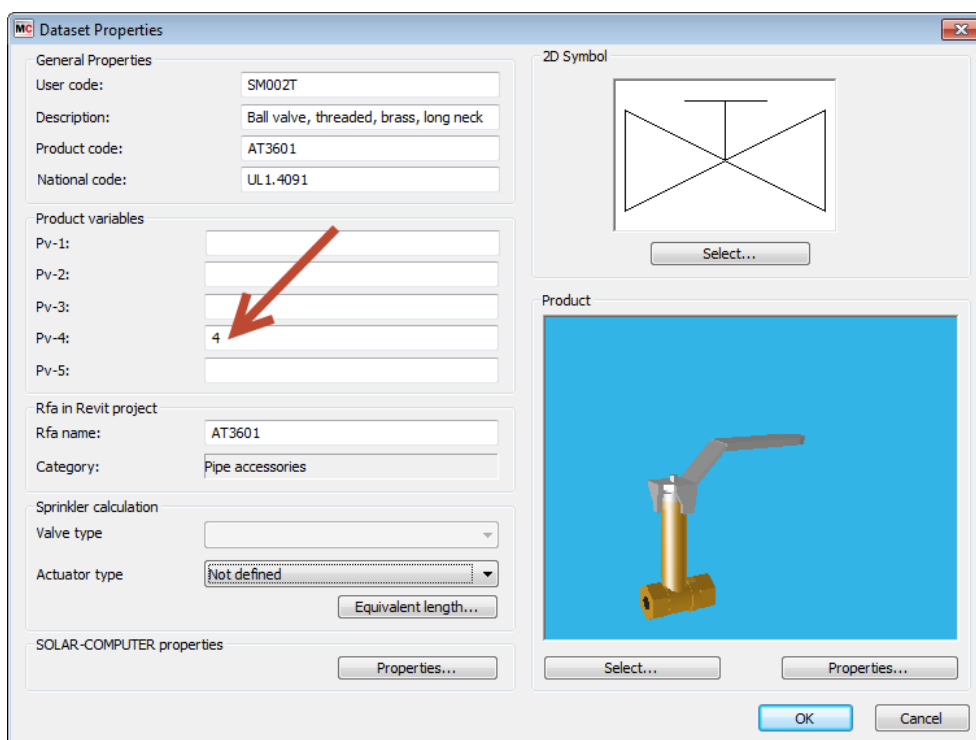 MC Dataset Properties
General Properties
User code: SM002T
Description: Ball valve, threaded, brass, long neck
Product code: AT3601
National code: UL1.4091
Product variables
Pv-1:
Pv-2:
Pv-3:
Pv-4: 4
Pv-5:
Rfa in Revit project
Rfa name: AT3601
Category: Pipe accessories
Sprinkler calculation
Valve type
Actuator type Not defined
Equivalent length...
SOLAR-COMPUTER properties
Properties...
2D Symbol
Select...
Product
Select... Properties...
OK Cancel